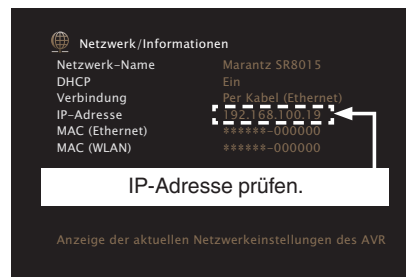 Netzwerk/Informationen
Netzwerk-Name Marantz SR8015
DHCP Ein
Verbindung Per Kabel (Ethernet)
IP-Adresse 192.168.100.19
MAC (Ethernet) ******-000000
MAC (WLAN) ******-000000
IP-Adresse prüfen.
Anzeige der aktuellen Netzwerkeinstellungen des AVR